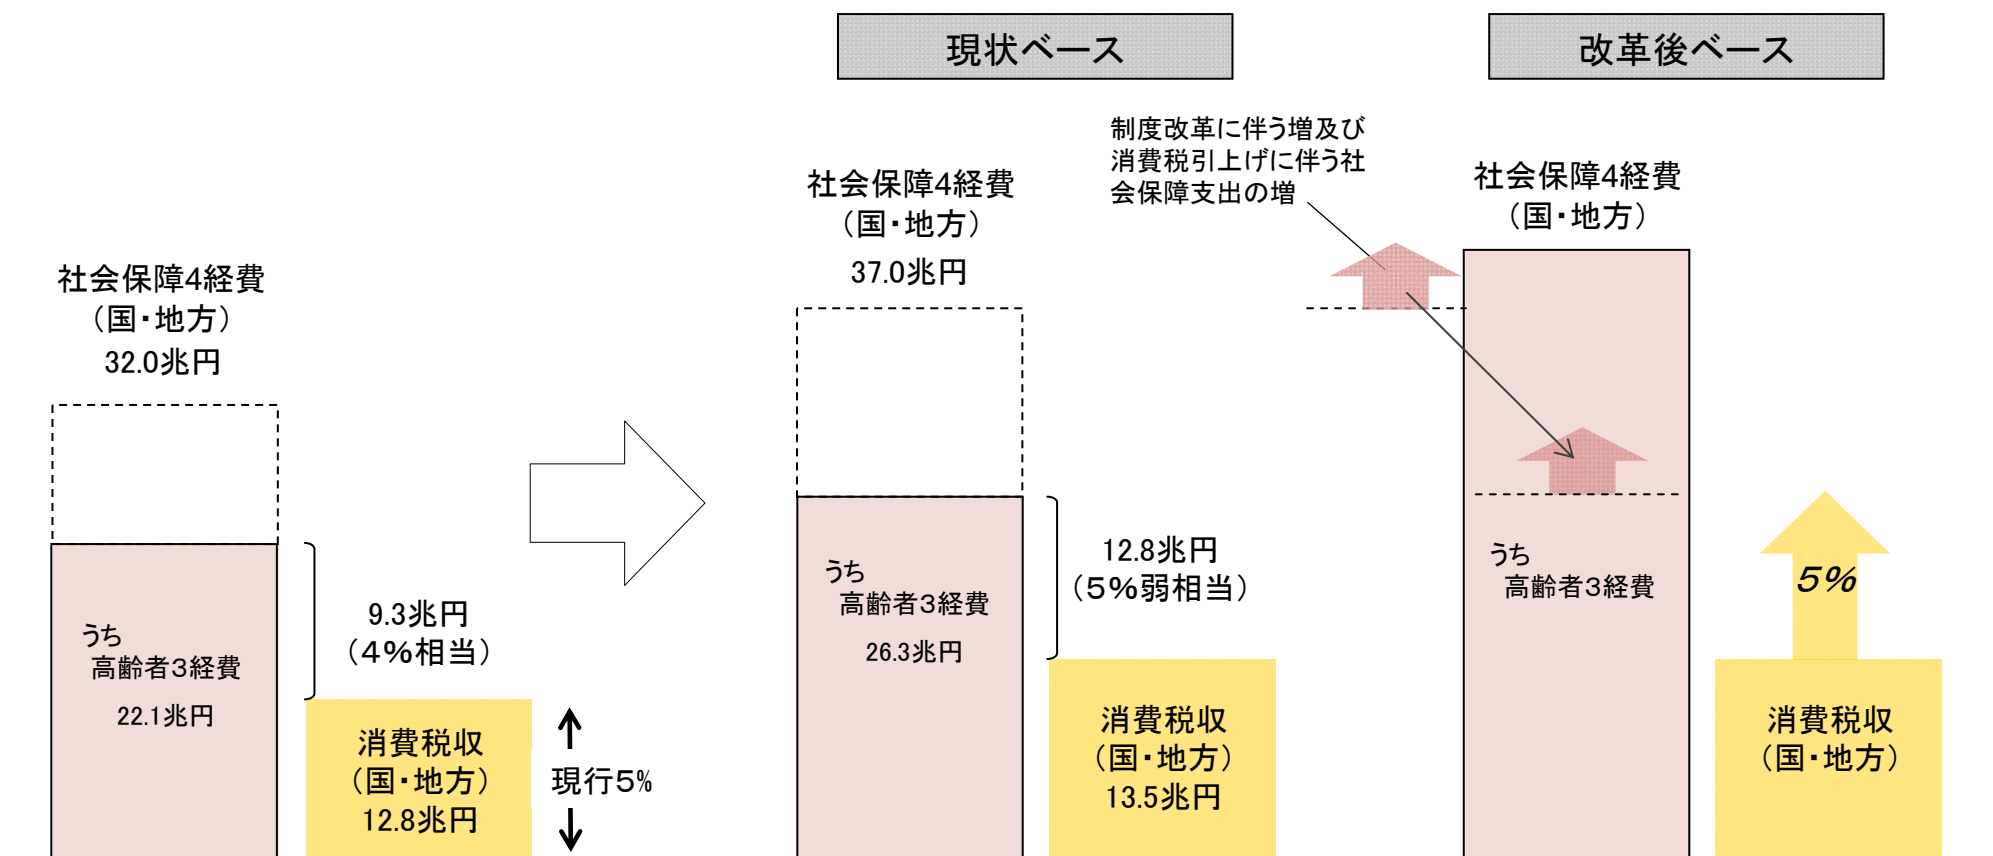 現状ベース
改革後ベース
制度改革に伴う増及び
消費税引上げに伴う社
会保障支出の増
社会保障4経費
（国・地方）
32.0兆円
うち
高齢者３経費
22.1兆円
9.3兆円
（４％相当）
消費税収
（国・地方）
12.8兆円
現行５%
社会保障4経費
（国・地方）
37.0兆円
うち
高齢者３経費
26.3兆円
12.8兆円
（５％弱相当）
消費税収
（国・地方）
13.5兆円
社会保障4経費
（国・地方）
うち
高齢者３経費
５％
消費税収
（国・地方）